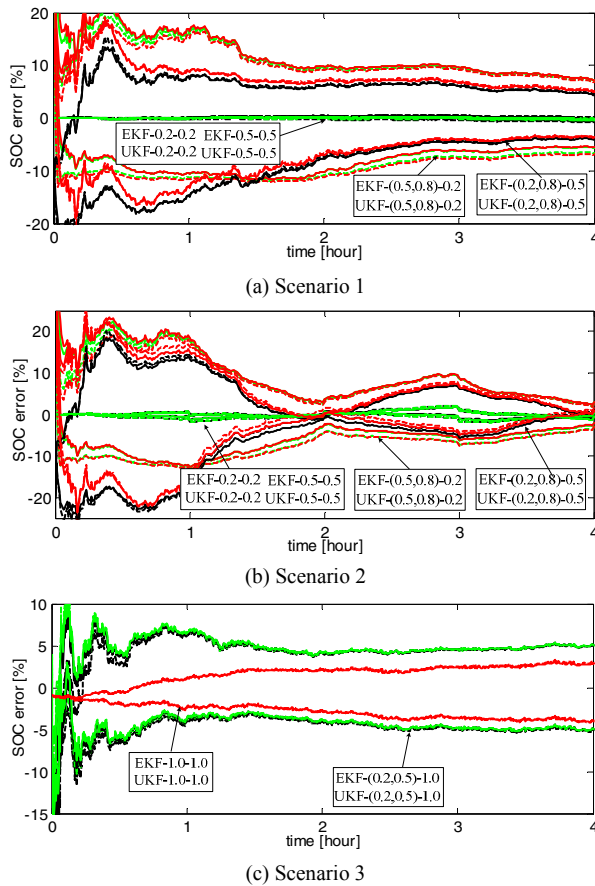 20
10
0
-10
-20
SOC error [%]
EKF-0.2-0.2 EKF-0.5-0.5
UKF-0.2-0.2 UKF-0.5-0.5
EKF-(0.5,0.8)-0.2
UKF-(0.5,0.8)-0.2
EKF-(0.2,0.8)-0.5
UKF-(0.2,0.8)-0.5
0 1 2 3 4
time [hour]
(a) Scenario 1
20
10
0
-10
-20
SOC error [%]
EKF-0.2-0.2 EKF-0.5-0.5
UKF-0.2-0.2 UKF-0.5-0.5
EKF-(0.5,0.8)-0.2
UKF-(0.5,0.8)-0.2
EKF-(0.2,0.8)-0.5
UKF-(0.2,0.8)-0.5
0 1 2 3 4
time [hour]
(b) Scenario 2
10
5
0
-5
-10
-15
SOC error [%]
EKF-1.0-1.0
UKF-1.0-1.0
EKF-(0.2,0.5)-1.0
UKF-(0.2,0.5)-1.0
0 1 2 3 4
time [hour]
(c) Scenario 3